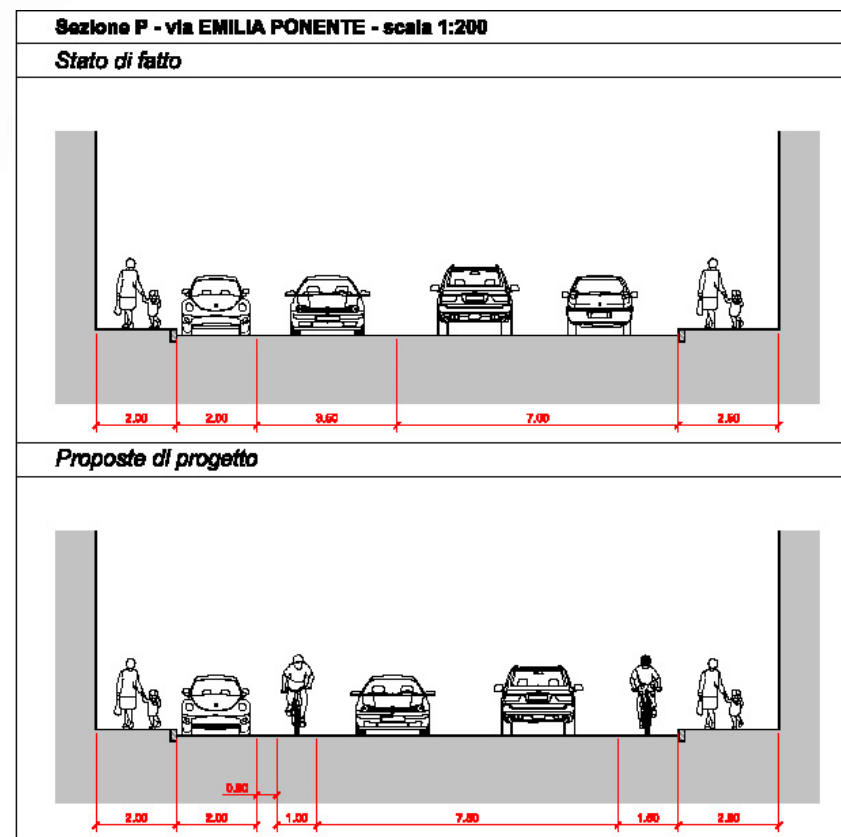 Sezione P - via EMILIA PONENTE - scala 1:200
Stato di fatto
2.00 2.00 3.50 7.00 2.50
Proposte di progetto
0.50
2.00 2.00 1.00 7.50 1.50 2.50